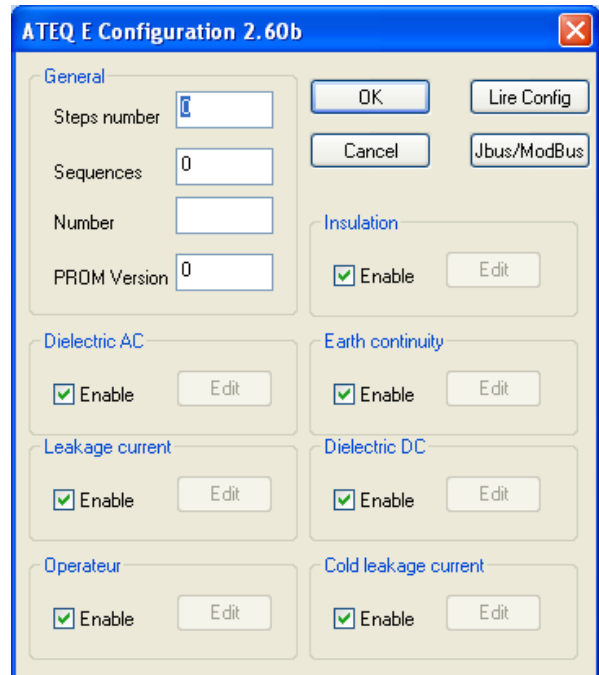 ATEQ E Configuration 2.60b
General
Steps number 0
Sequences 0
Number
PROM Version 0
OK
Lire Config
Cancel
Jbus/ModBus
Insulation
Enable Edit
Dielectric AC
Enable Edit
Earth continuity
Enable Edit
Leakage current
Enable Edit
Dielectric DC
Enable Edit
Operateur
Enable Edit
Cold leakage current
Enable Edit